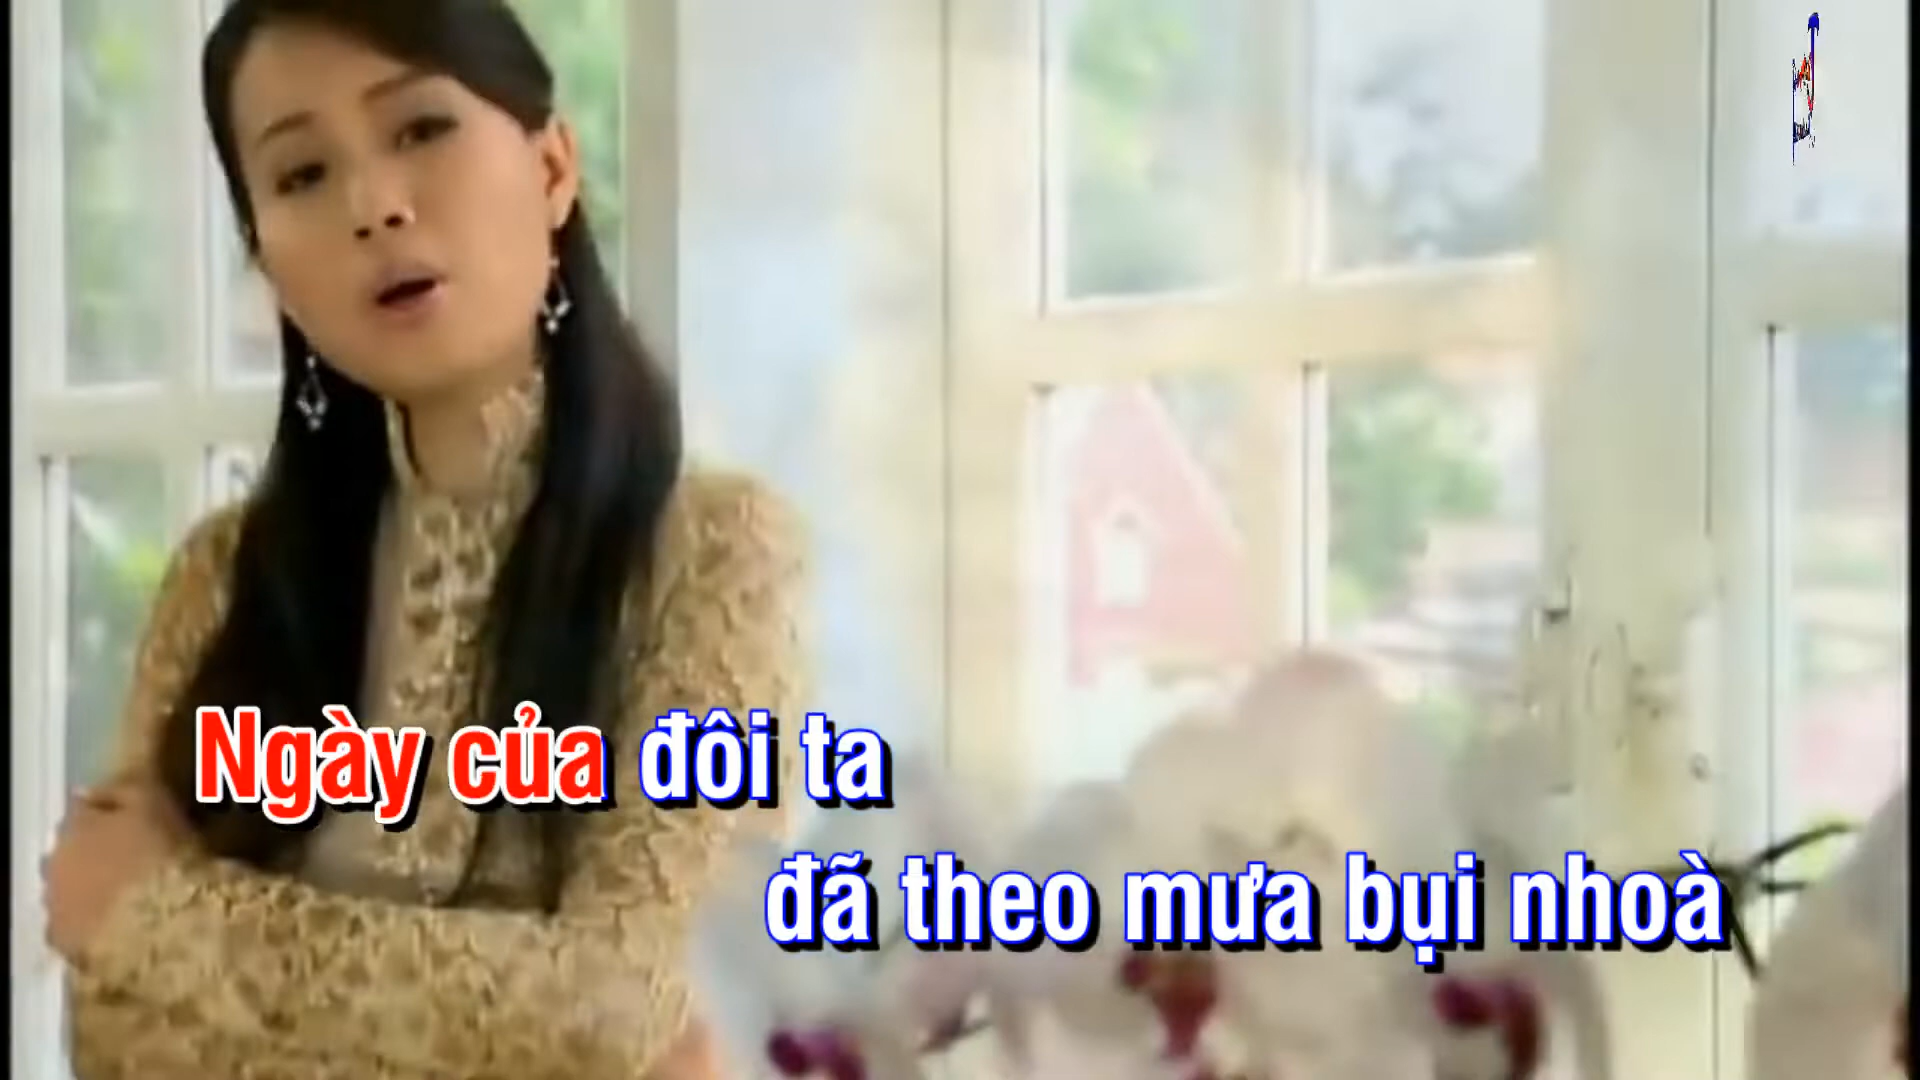 Ngày của đôi ta
đã theo mưa bụi nhoà